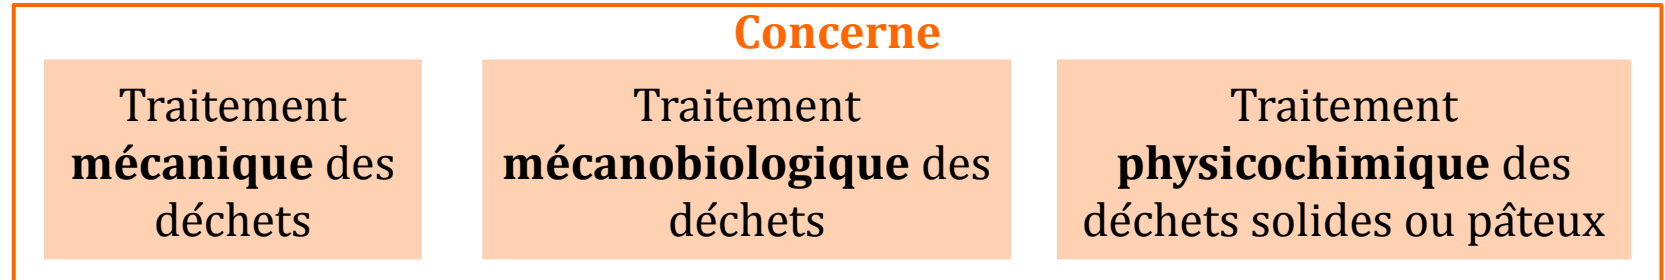 Concerne
Traitement
mécanique des
déchets
Traitement
mécanobiologique des
déchets
Traitement
physicochimique des
déchets solides ou pâteux